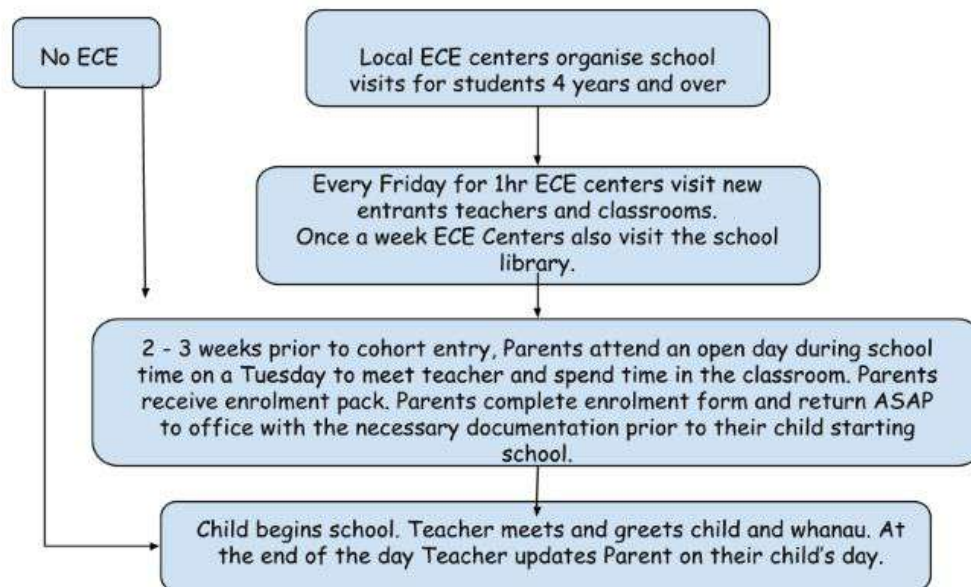 No ECE
Local ECE centers organise school
visits for students 4 years and over
Every Friday for 1hr ECE centers visit new
entrants teachers and classrooms.
Once a week ECE Centers also visit the school
library.
2 - 3 weeks prior to cohort entry, Parents attend an open day during school
time on a Tuesday to meet teacher and spend time in the classroom. Parents
receive enrolment pack. Parents complete enrolment form and return ASAP
to office with the necessary documentation prior to their child starting
school.
Child begins school. Teacher meets and greets child and whanau. At
the end of the day Teacher updates Parent on their child's day.